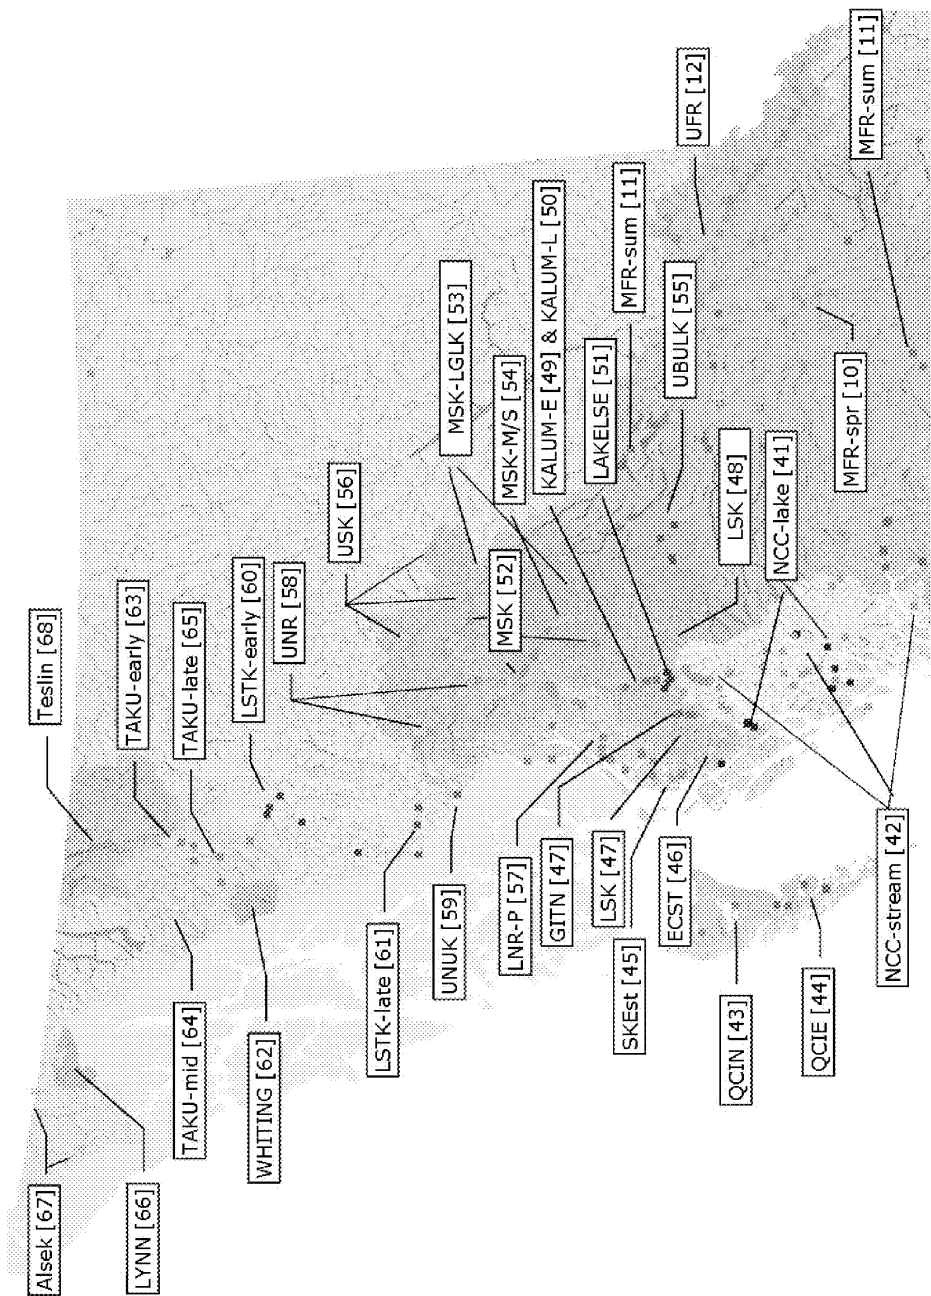 Alsek [67]
LYNN [66]
TAKU-mid [64]
WHITING [62]
LSTK-late [61]
UNUK [59]
LNR-P [57]
GITN [47]
LSK [47]
SKEst [45]
ECST [46]
QCIN [43]
QCIE [44]
NCC-stream [42]
Teslin [68]
TAKU-early [63]
TAKU-late [65]
LSTK-early [60]
UNR [58]
USK [56]
MSK [52]
MSK-LGLK [53]
MSK-M/S [54]
KALUM-E [49] & KALUM-L [50]
LAKELSE [51]
MFR-sum [11]
UBULK [55]
LSK [48]
NCC-lake [41]
UFR [12]
MFR-spr [10]
MFR-sum [11]